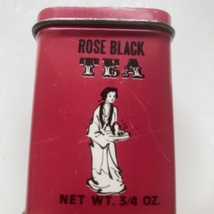 ROSE BLACK
TEA
NET WT. 3/4 OZ.